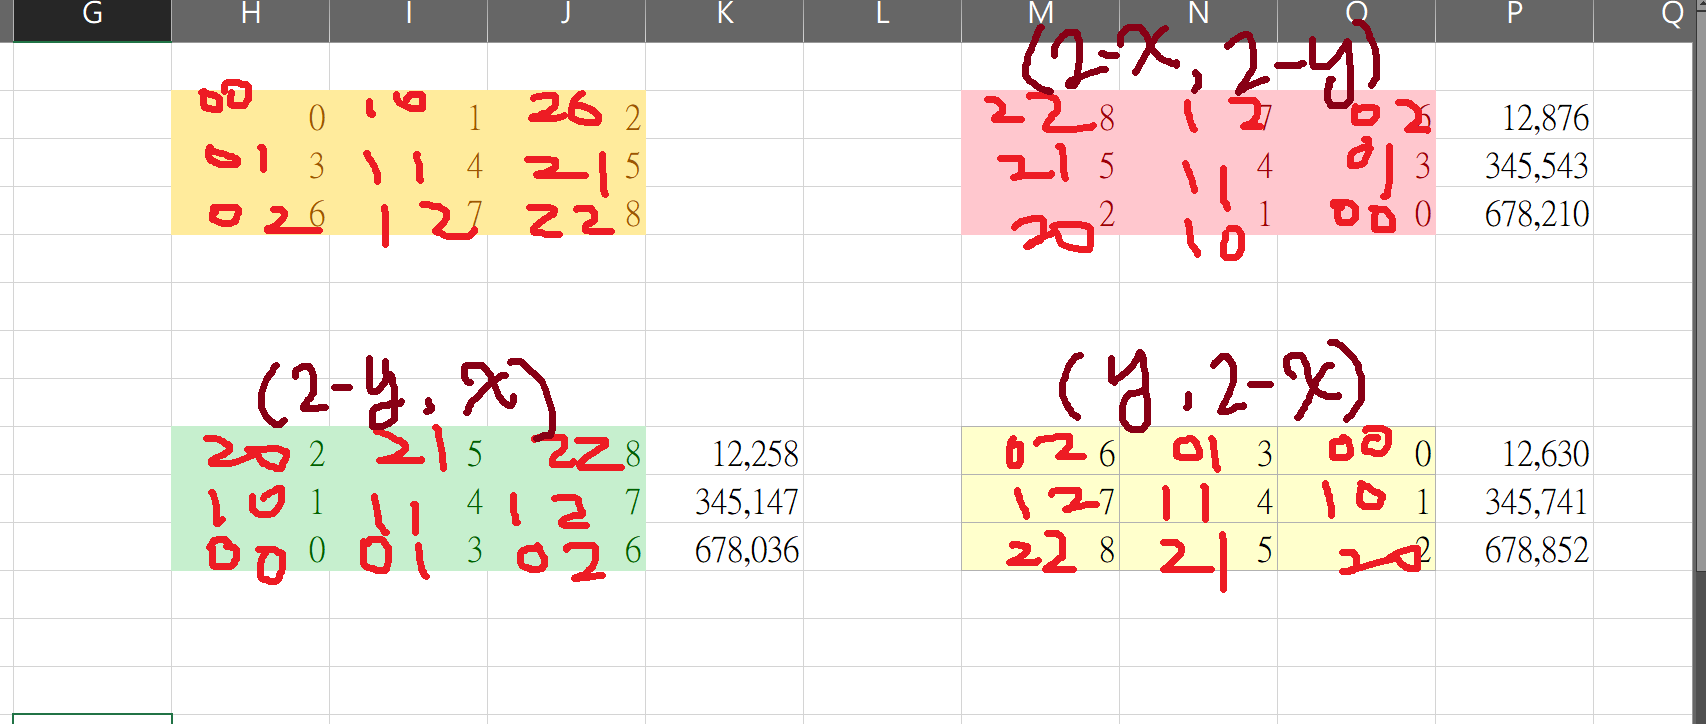 G H I J K L M N O P Q
(2-x, 2-y)
00 0 10 1 20 2 22 8 12 7 02 6 12,876
01 3 11 4 21 5 21 5 11 4 01 3 345,543
02 6 12 7 22 8 20 2 10 1 00 0 678,210
(2-y, x) (y, 2-x)
20 2 21 5 22 8 12,258 02 6 01 3 00 0 12,630
10 1 11 4 12 7 345,147 12 7 11 4 10 1 345,741
00 0 01 3 02 6 678,036 22 8 21 5 20 2 678,852